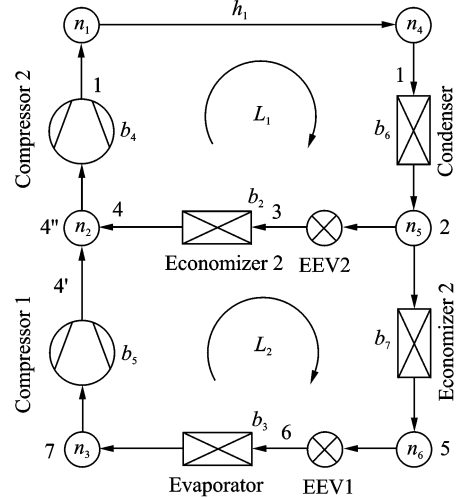 n1 h1 n4
1 1
Compressor 2 b4 L1 b6 Condenser
b2
4" n2 4 3 n5 2
Economizer 2 EEV2
4'
Compressor 1 b5 L2 b7 Economizer 2
b3
7 n3 6 n6 5
Evaporator EEV1